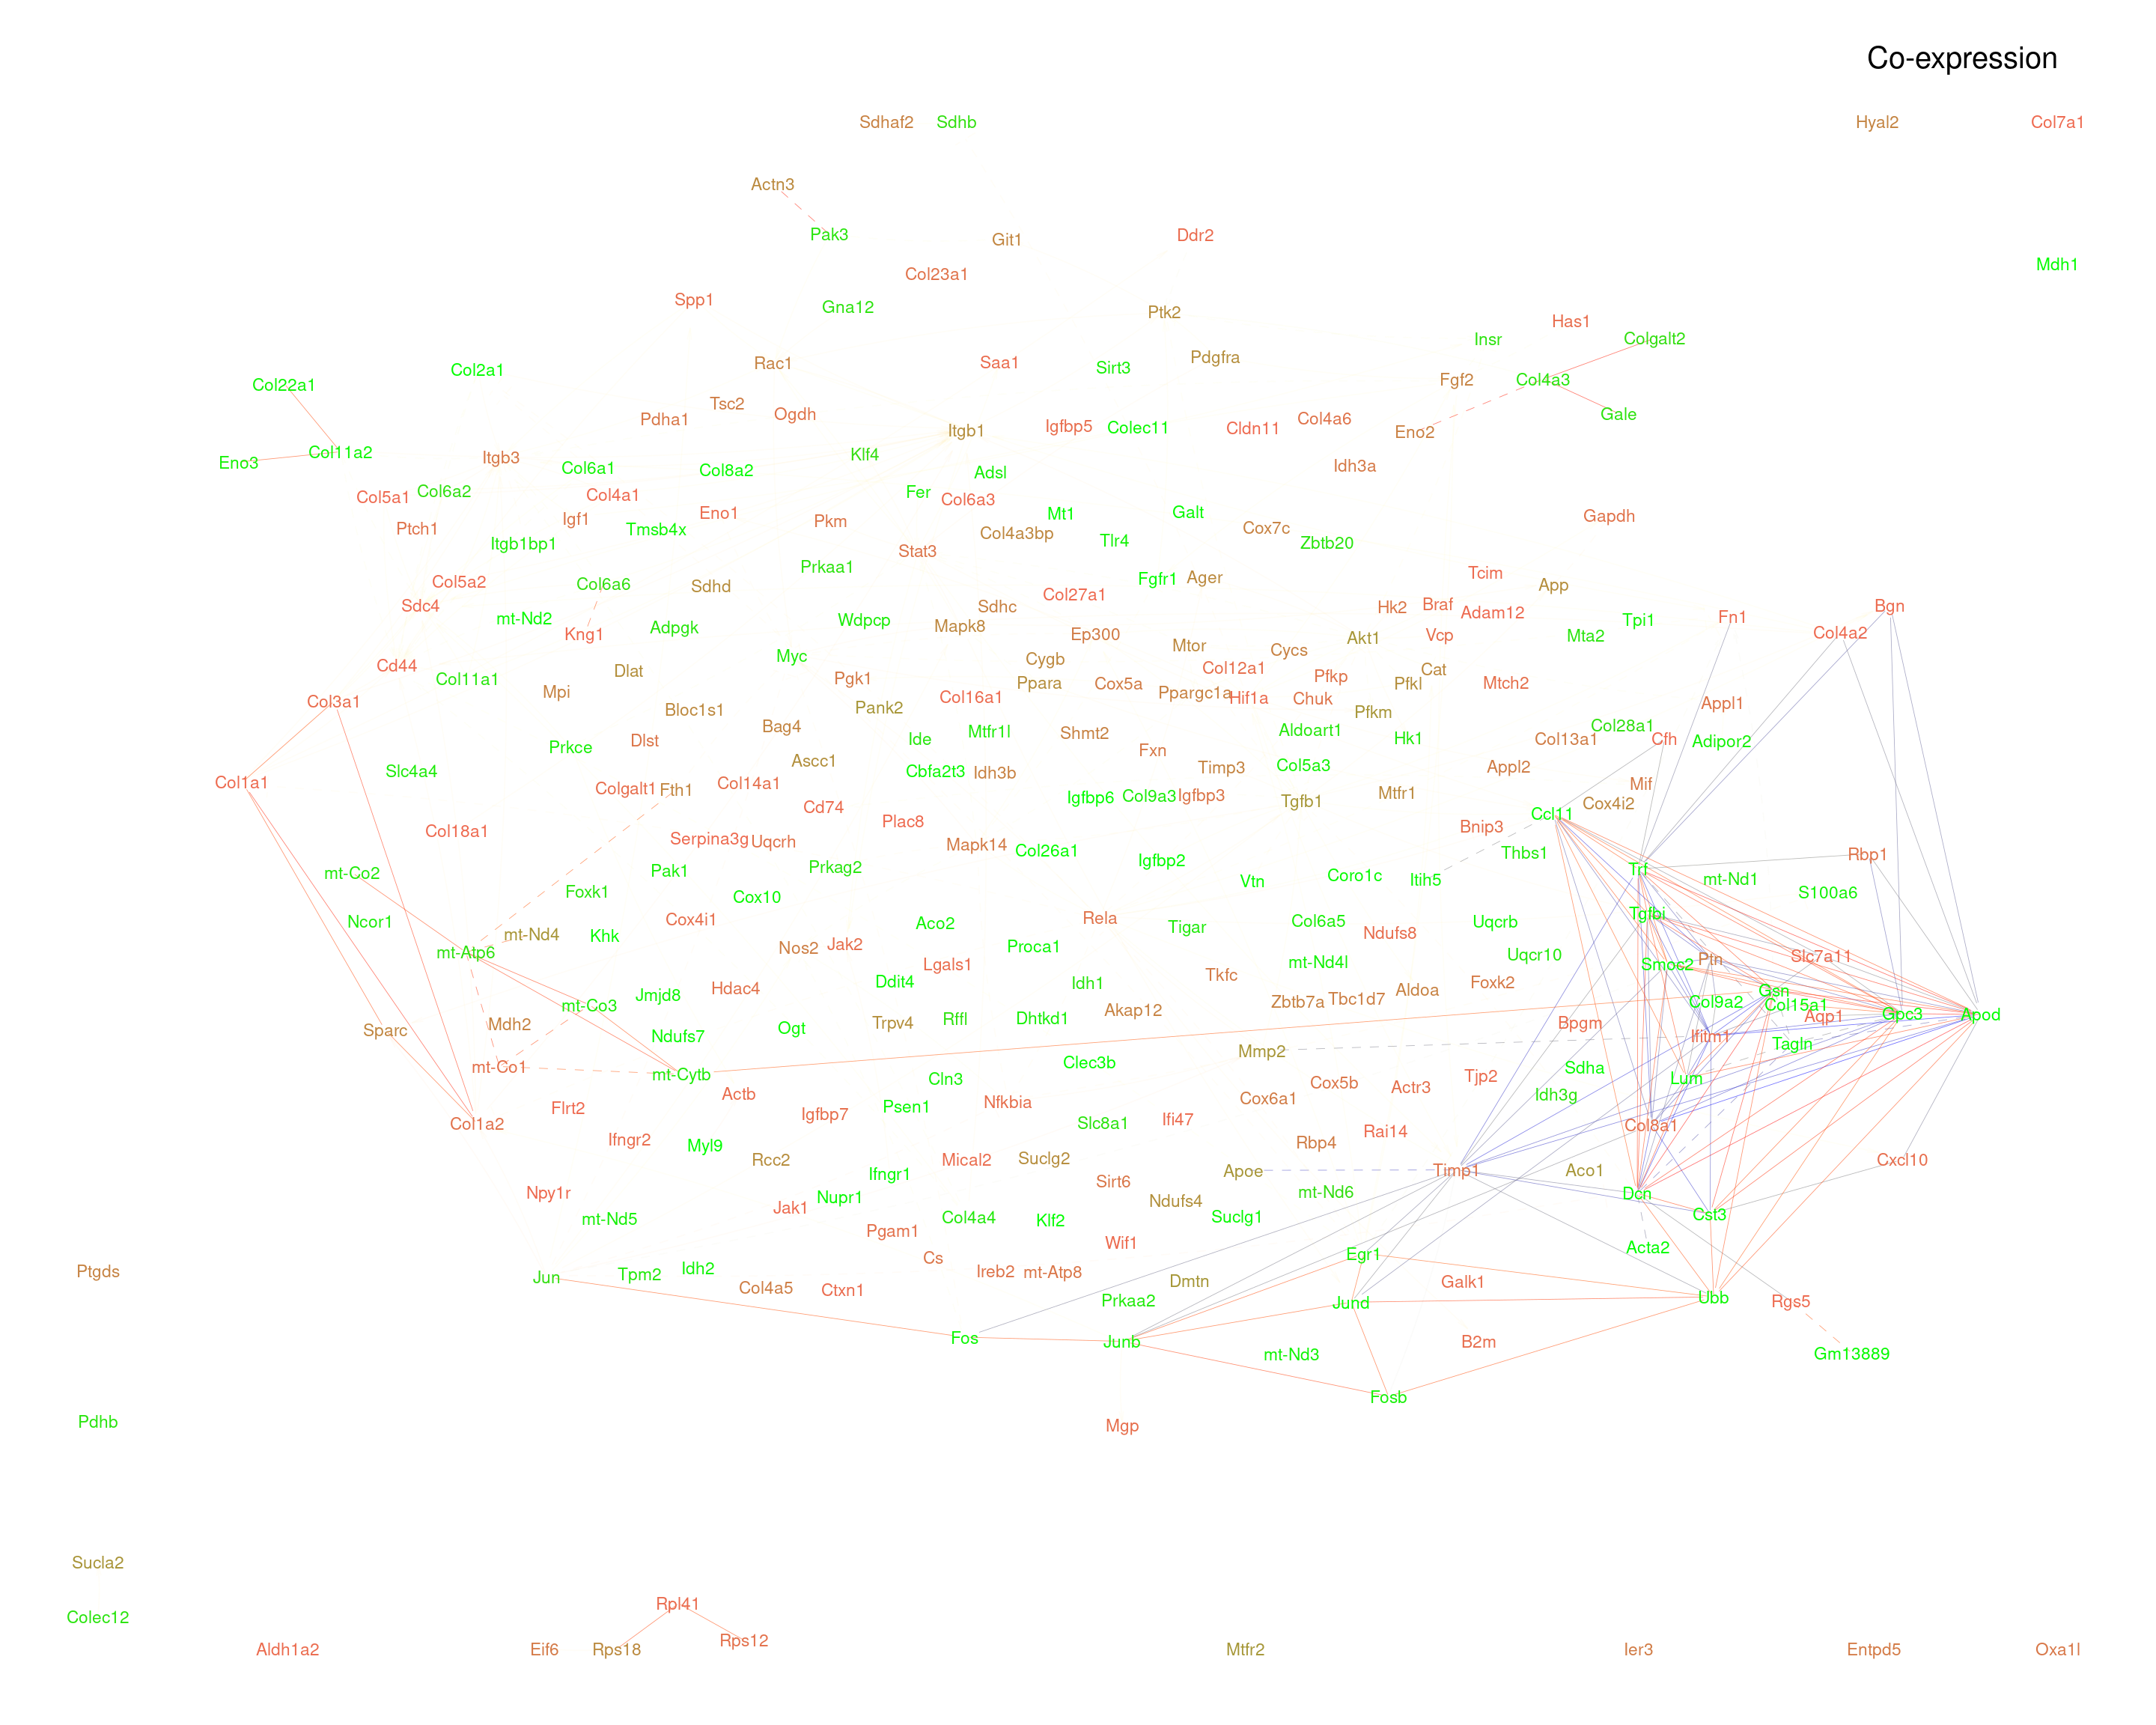 Co-expression
Sdhaf2 Sdhb Hyal2 Col7a1
Actn3
Pak3 Git1 Ddr2
Col23a1 Mdh1
Spp1 Gna12 Ptk2
Has1
Insr Colgalt2
Rac1 Saa1 Sirt3 Pdgfra
Col22a1 Col2a1 Fgf2 Col4a3
Tsc2
Pdha1 Ogdh Igfbp5 Colec11 Cldn11 Col4a6 Gale
Itgb1 Eno2
Eno3 Col11a2 Itgb3 Col6a1 Col8a2 Klf4 Adsl Idh3a
Col5a1 Col6a2 Col4a1 Fer Col6a3
Ptch1 Igf1 Tmsb4x Eno1 Pkm Mt1 Galt Gapdh
Itgb1bp1 Stat3 Col4a3bp Tlr4 Cox7c Zbtb20
Col5a2 Col6a6 Sdhd Prkaa1 Fgfr1 Ager Tcim App
Sdc4 mt-Nd2 Wdpcp Sdhc Col27a1 Hk2 Braf Adam12 Tpi1 Fn1 Bgn
Kng1 Adpgk Mapk8 Ep300 Akt1 Vcp Mta2 Col4a2
Cd44 Col11a1 Dlat Myc Cygb Mtor Cycs
Mpi Pgk1 Ppara Cox5a Col12a1 Pfkp Pfkl Cat Mtch2
Col3a1 Bloc1s1 Pank2 Col16a1 Ppargc1a Hif1a Chuk Pfkm Appl1
Prkce Dlst Bag4 Ide Mtfr1l Shmt2 Fxn Aldoart1 Hk1 Col13a1 Col28a1 Cfh Adipor2
Col1a1 Slc4a4 Ascc1 Cbfa2t3 Idh3b Timp3 Col5a3 Appl2
Colgalt1 Fth1 Col14a1 Igfbp6 Col9a3 Igfbp3 Tgfb1 Mtfr1 Mif
Cox4i2
Col18a1 Serpina3g Uqcrh Cd74 Plac8 Bnip3 Ccl11
mt-Co2 Pak1 Prkag2 Mapk14 Col26a1 Igfbp2 Thbs1 Trf Rbp1
Foxk1 Cox10 Vtn Coro1c Itih5 mt-Nd1 S100a6
Ncor1 mt-Nd4 Khk Cox4i1 Aco2 Rela Tigar Col6a5 Ndufs8 Uqcrb Tgfbi
mt-Atp6 Nos2 Jak2 Lgals1 Proca1 mt-Nd4l Uqcr10 Smoc2 Ptn Slc7a11
Hdac4 Ddit4 Idh1 Tkfc Aldoa Foxk2 Gsn
mt-Co3 Jmjd8 Akap12 Zbtb7a Tbc1d7 Col9a2 Col15a1
Sparc Mdh2 Ndufs7 Ogt Trpv4 Rffl Dhtkd1 Bpgm Ifitm1 Aqp1 Gpc3 Apod
mt-Co1 mt-Cytb Cln3 Clec3b Mmp2 Sdha Lum Tagln
Flrt2 Actb Igfbp7 Psen1 Nfkbia Cox6a1 Cox5b Actr3 Tjp2 Idh3g
Col1a2 Ifngr2 Myl9 Slc8a1 Ifi47 Rbp4 Rai14 Col8a1
Rcc2 Ifngr1 Mical2 Suclg2 Apoe Timp1 Aco1 Cxcl10
Npy1r Jak1 Nupr1 Sirt6 Ndufs4 mt-Nd6 Dcn
mt-Nd5 Pgam1 Col4a4 Klf2 Wif1 Suclg1 Cst3
Ptgds Jun Tpm2 Idh2 Cs Ireb2 mt-Atp8 Egr1 Acta2
Col4a5 Ctxn1 Prkaa2 Dmtn Jund Galk1 Ubb Rgs5
Fos Junb mt-Nd3 B2m Gm13889
Pdhb Mgp Fosb
Sucla2
Colec12 Rpl41
Aldh1a2 Eif6 Rps18 Rps12 Mtfr2 Ier3 Entpd5 Oxa1l